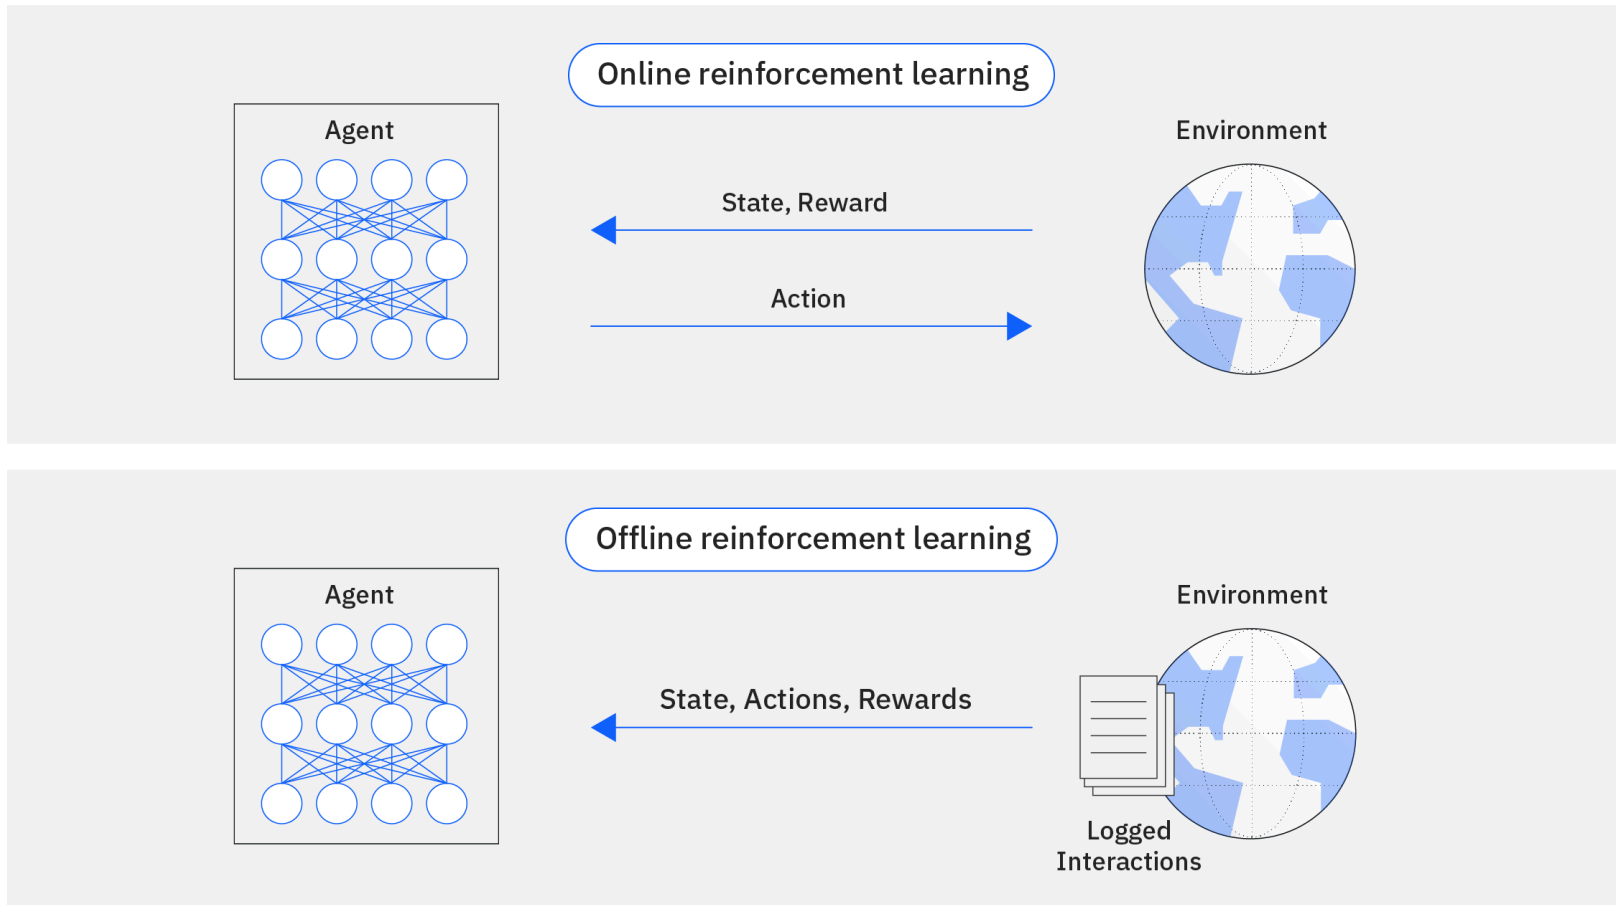 Online reinforcement learning
Agent
Environment
State, Reward
Action
Offline reinforcement learning
Agent
Environment
State, Actions, Rewards
Logged
Interactions